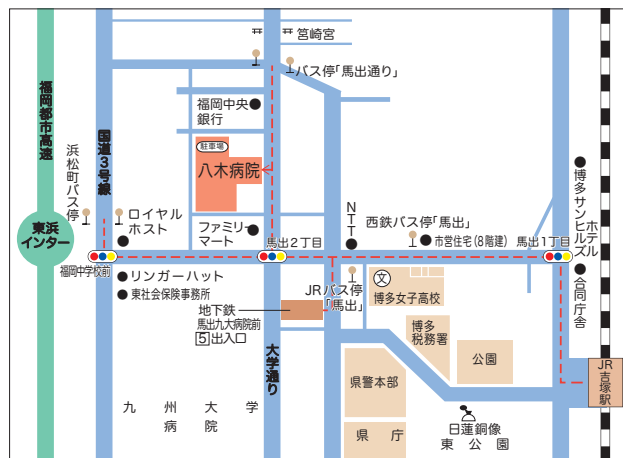 筥崎宮
バス停「馬出通り」
福岡都市高速
国道3号線
浜松町バス停
東浜
インター
福岡中央
銀行
駐車場
八木病院
ロイヤル
ホスト
ファミリー
マート
馬出2丁目
NTT
西鉄バス停「馬出」
市営住宅(8階建)
馬出1丁目
博多サンヒルズ
ホテル
合同庁舎
福岡中学校前
リンガーハット
東社会保険事務所
JRバス停
「馬出」
文
博多女子高校
地下鉄
馬出九大病院前
5出入口
大学通り
博多
税務署
公園
JR吉塚駅
県警本部
九州大学
病院
県庁
日蓮銅像
東公園